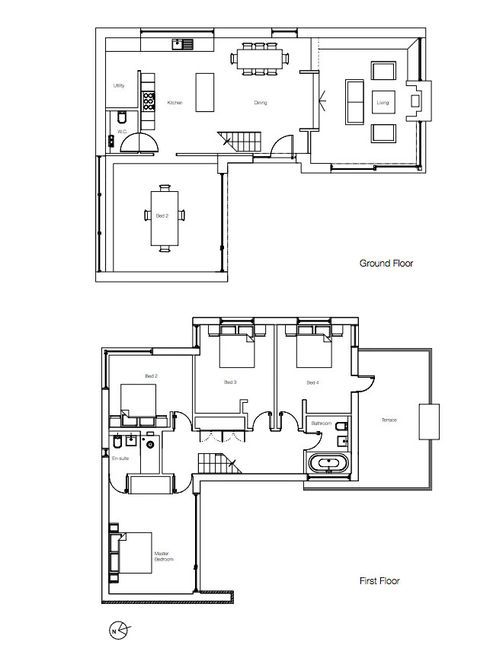 Utility
Kitchen
Dining
Living
W.C.
Bed 2
Ground Floor
Bed 2
Bed 3
Bed 4
Terrace
Bathroom
En-suite
Master
Bedroom
First Floor
N